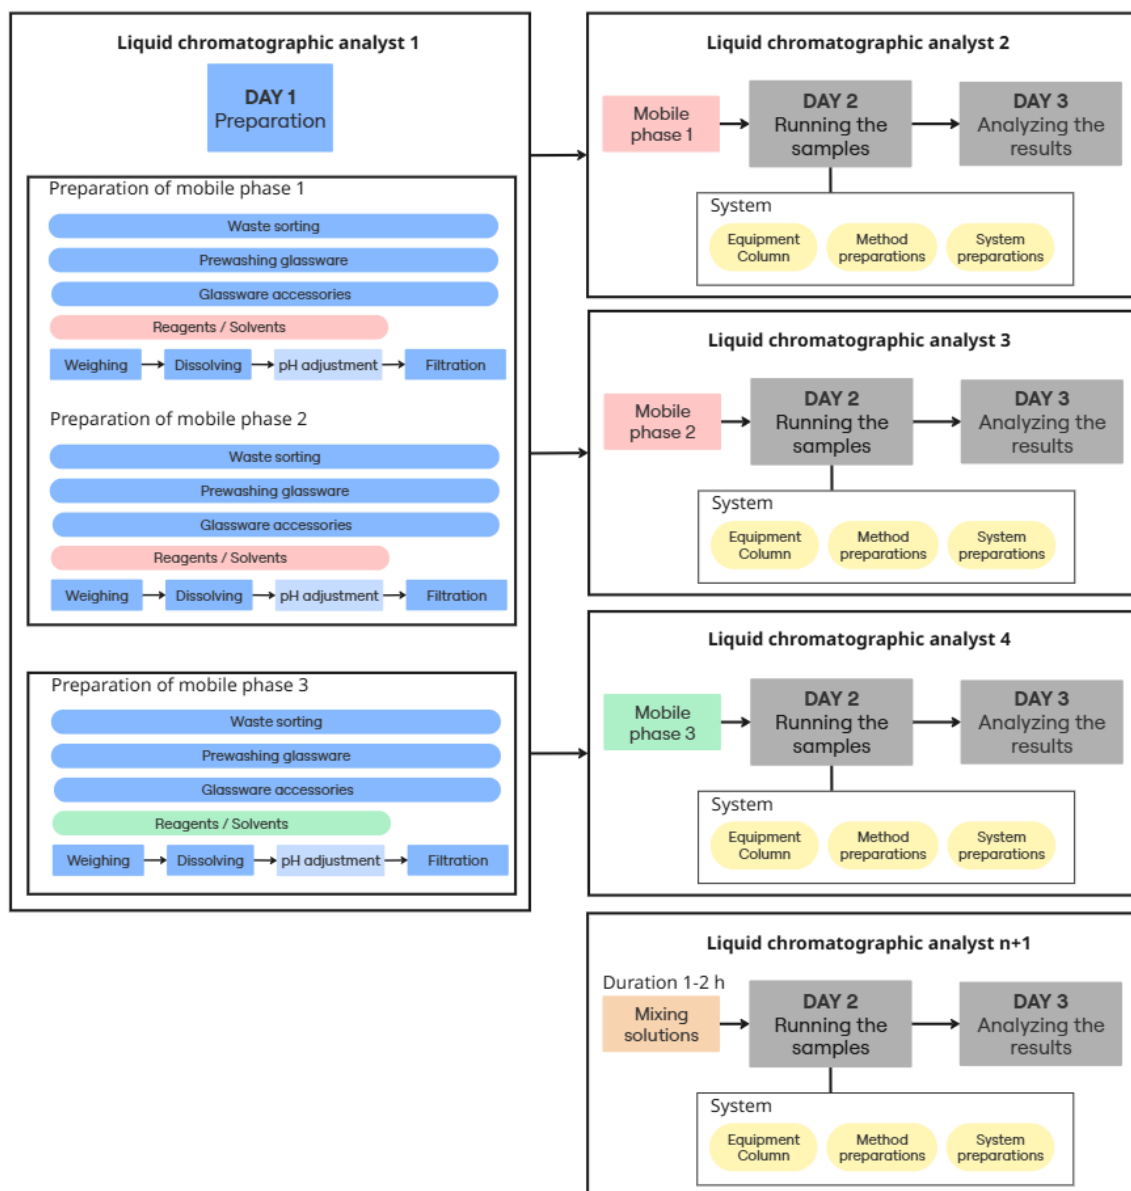 Liquid chromatographic analyst 1
DAY 1
Preparation
Preparation of mobile phase 1
Waste sorting
Prewashing glassware
Glassware accessories
Reagents / Solvents
Weighing
Dissolving
pH adjustment
Filtration
Preparation of mobile phase 2
Waste sorting
Prewashing glassware
Glassware accessories
Reagents / Solvents
Weighing
Dissolving
pH adjustment
Filtration
Preparation of mobile phase 3
Waste sorting
Prewashing glassware
Glassware accessories
Reagents / Solvents
Weighing
Dissolving
pH adjustment
Filtration
Liquid chromatographic analyst 2
Mobile
phase 1
DAY 2
Running the
samples
DAY 3
Analyzing the
results
System
Equipment
Column
Method
preparations
System
preparations
Liquid chromatographic analyst 3
Mobile
phase 2
DAY 2
Running the
samples
DAY 3
Analyzing the
results
System
Equipment
Column
Method
preparations
System
preparations
Liquid chromatographic analyst 4
Mobile
phase 3
DAY 2
Running the
samples
DAY 3
Analyzing the
results
System
Equipment
Column
Method
preparations
System
preparations
Liquid chromatographic analyst n+1
Duration 1-2 h
Mixing
solutions
DAY 2
Running the
samples
DAY 3
Analyzing the
results
System
Equipment
Column
Method
preparations
System
preparations